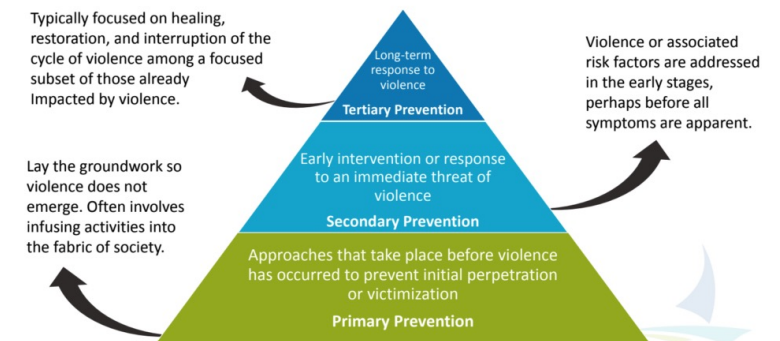 Typically focused on healing,
restoration, and interruption of the
cycle of violence among a focused
subset of those already
Impacted by violence.
Long-term
response to
violence
Tertiary Prevention
Violence or associated
risk factors are addressed
in the early stages,
perhaps before all
symptoms are apparent.
Early intervention or response
to an immediate threat of
violence
Secondary Prevention
Lay the groundwork so
violence does not
emerge. Often involves
infusing activities into
the fabric of society.
Approaches that take place before violence
has occurred to prevent initial perpetration
or victimization
Primary Prevention